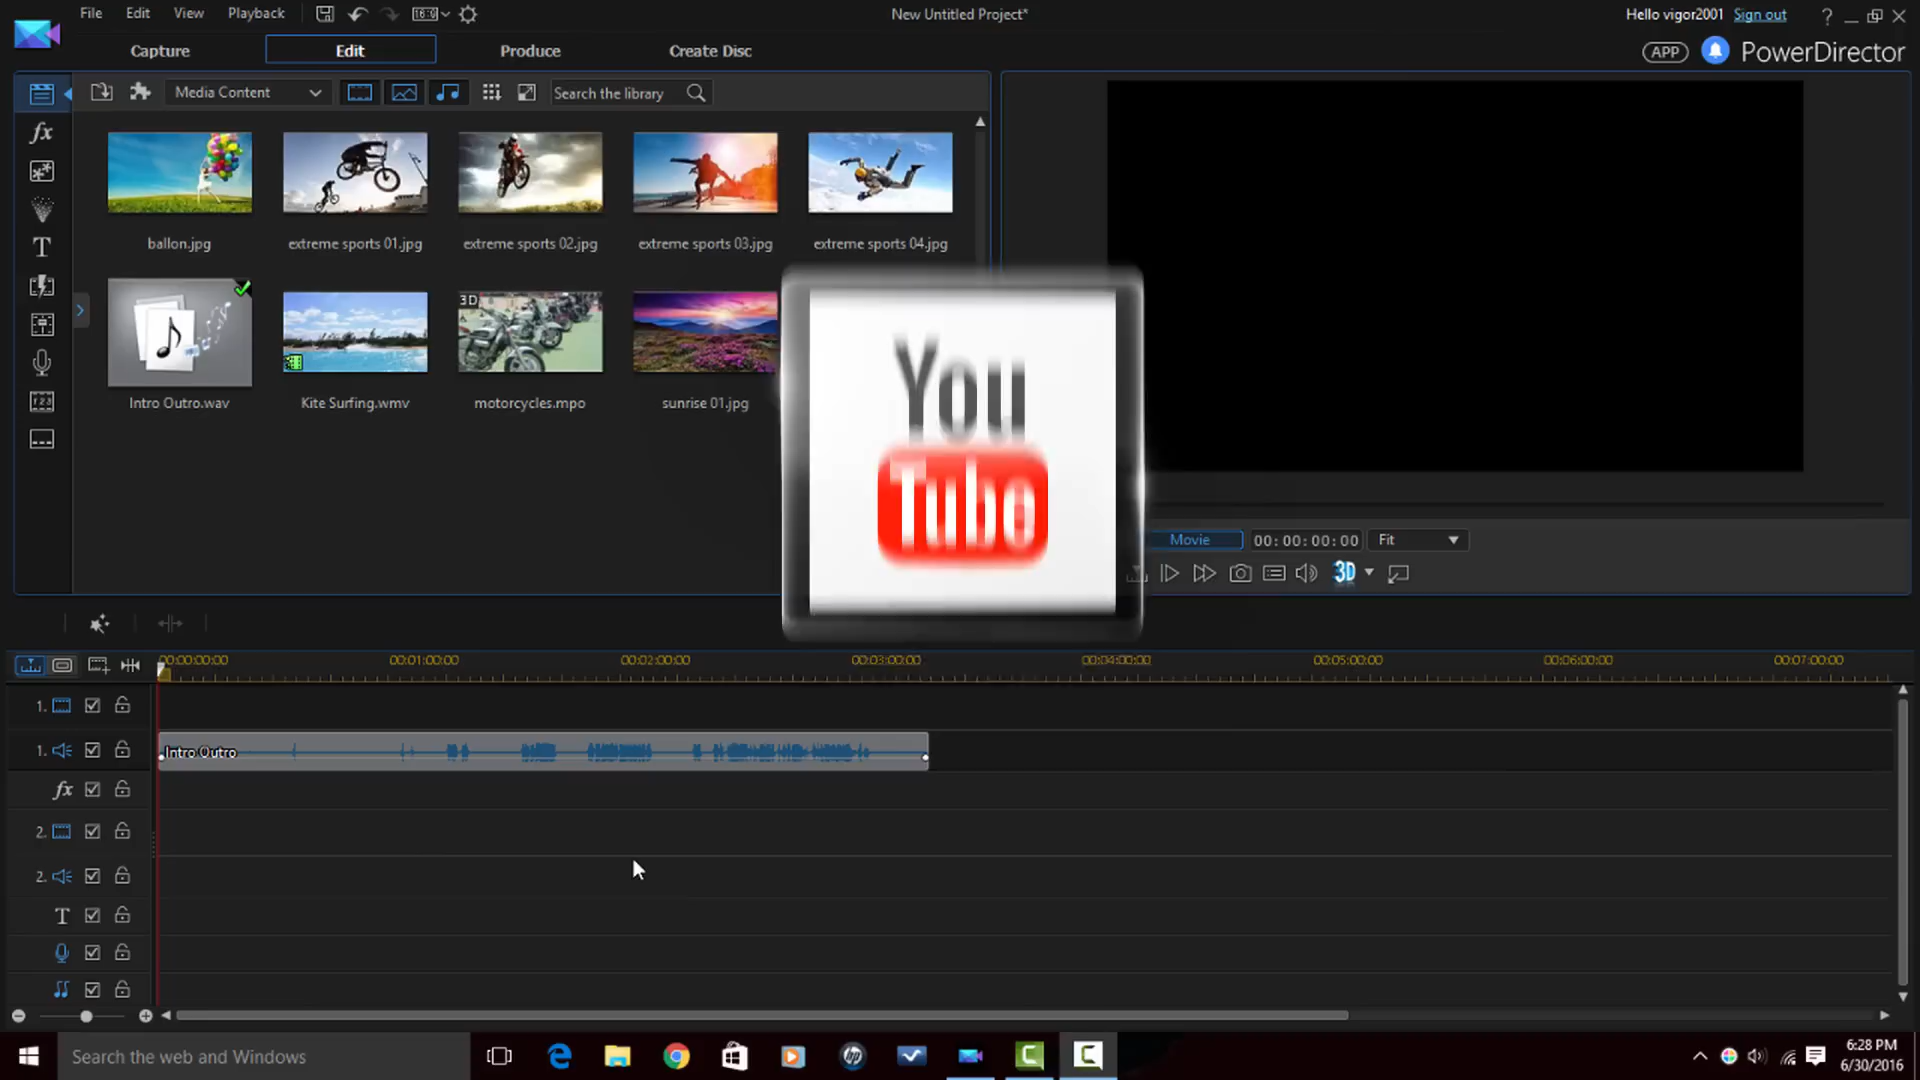 File Edit View Playback
16:9
New Untitled Project*
Hello vigor2001 Sign out
?
Capture Edit Produce Create Disc
APP PowerDirector
Media Content
Search the library
fx
T
ballon.jpg
extreme sports 01.jpg
extreme sports 02.jpg
extreme sports 03.jpg
extreme sports 04.jpg
3D
Intro Outro.wav
Kite Surfing.wmv
motorcycles.mpo
sunrise 01.jpg
You
Tube
Movie 00:00:00:00 Fit
3D
00:00:00:00 00:01:00:00 00:02:00:00 00:03:00:00 00:04:00:00 00:05:00:00 00:06:00:00 00:07:00:00
1.
1. Intro Outro
fx
2.
2.
T
Search the web and Windows
hp
6:28 PM
6/30/2016